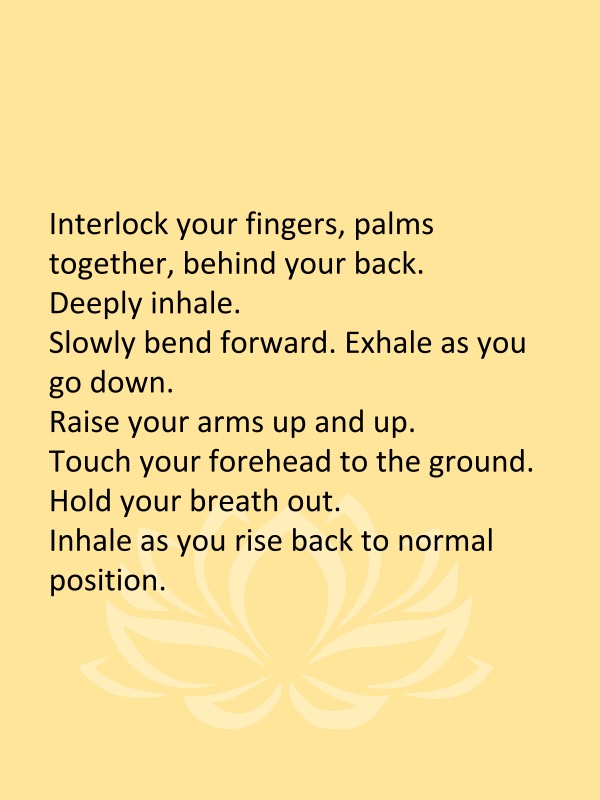 Interlock your fingers, palms
together, behind your back.
Deeply inhale.
Slowly bend forward. Exhale as you
go down.
Raise your arms up and up.
Touch your forehead to the ground.
Hold your breath out.
Inhale as you rise back to normal
position.